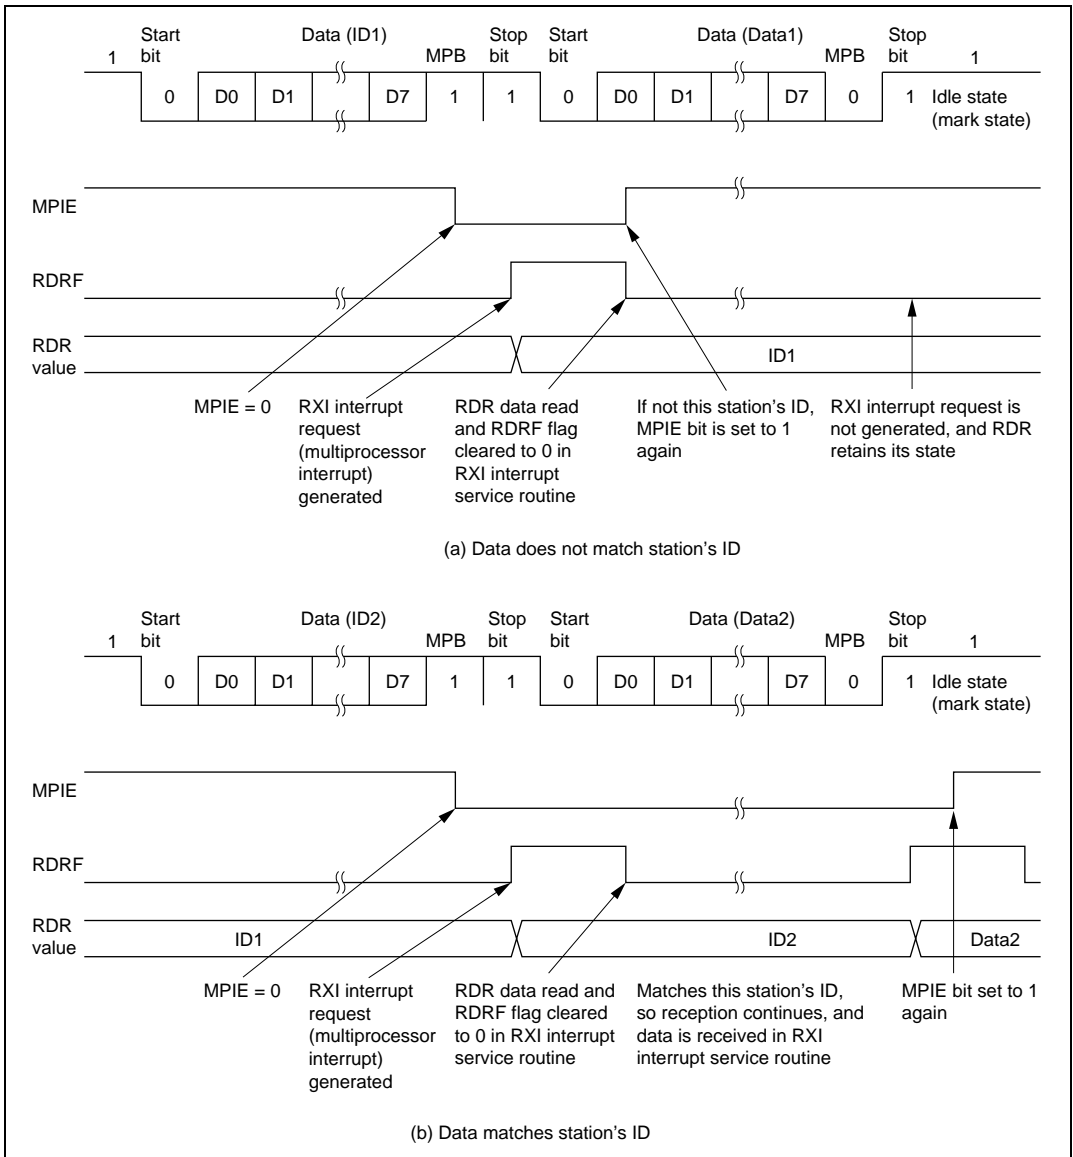 Start Data (ID1) Stop Start Data (Data1) Stop
1 bit MPB bit bit MPB bit 1
0 D0 D1 D7 1 1 0 D0 D1 D7 0 1 Idle state
(mark state)
MPIE
RDRF
RDR
value
ID1
MPIE = 0
RXI interrupt
request
(multiprocessor
interrupt)
generated
RDR data read
and RDRF flag
cleared to 0 in
RXI interrupt
service routine
If not this station's ID,
MPIE bit is set to 1
again
RXI interrupt request is
not generated, and RDR
retains its state
(a) Data does not match station's ID
Start Data (ID2) Stop Start Data (Data2) Stop
1 bit MPB bit bit MPB bit 1
0 D0 D1 D7 1 1 0 D0 D1 D7 0 1 Idle state
(mark state)
MPIE
RDRF
RDR
value
ID1 ID2 Data2
MPIE = 0
RXI interrupt
request
(multiprocessor
interrupt)
generated
RDR data read and
RDRF flag cleared
to 0 in RXI interrupt
service routine
Matches this station's ID,
so reception continues, and
data is received in RXI
interrupt service routine
MPIE bit set to 1
again
(b) Data matches station's ID